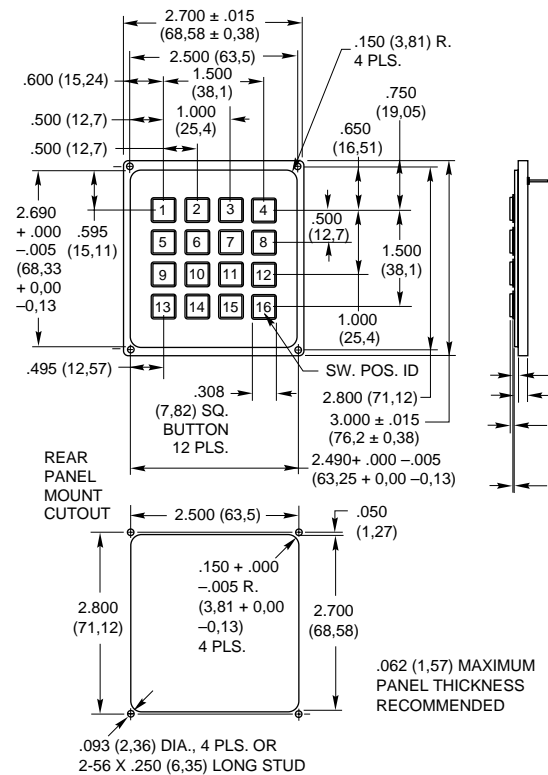 2.700 ± .015
(68,58 ± 0,38)
2.500 (63,5)
.150 (3,81) R.
4 PLS.
.600 (15,24)
1.500
(38,1)
.750
(19,05)
.500 (12,7)
1.000
(25,4)
.650
(16,51)
.500 (12,7)
2.690
+ .000
–.005
(68,33
+ 0,00
–0,13
.595
(15,11)
1 2 3 4
5 6 7 8
9 10 11 12
13 14 15 16
.500
(12,7)
1.500
(38,1)
1.000
(25,4)
.495 (12,57)
SW. POS. ID
.308
(7,82) SQ.
BUTTON
12 PLS.
2.800 (71,12)
3.000 ± .015
(76,2 ± 0,38)
2.490+ .000 –.005
(63,25 + 0,00 –0,13)
REAR
PANEL
MOUNT
CUTOUT
2.500 (63,5)
.050
(1,27)
2.800
(71,12)
.150 + .000
–.005 R.
(3,81 + 0,00
–0,13)
4 PLS.
2.700
(68,58)
.062 (1,57) MAXIMUM
PANEL THICKNESS
RECOMMENDED
.093 (2,36) DIA., 4 PLS. OR
2-56 X .250 (6,35) LONG STUD